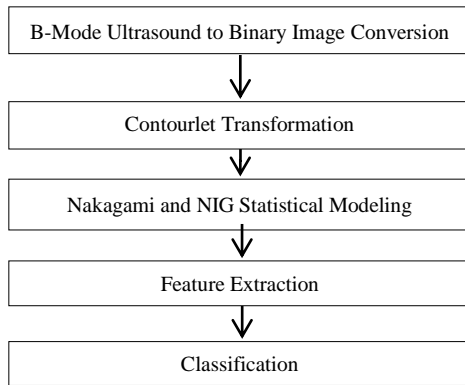 B-Mode Ultrasound to Binary Image Conversion
Contourlet Transformation
Nakagami and NIG Statistical Modeling
Feature Extraction
Classification